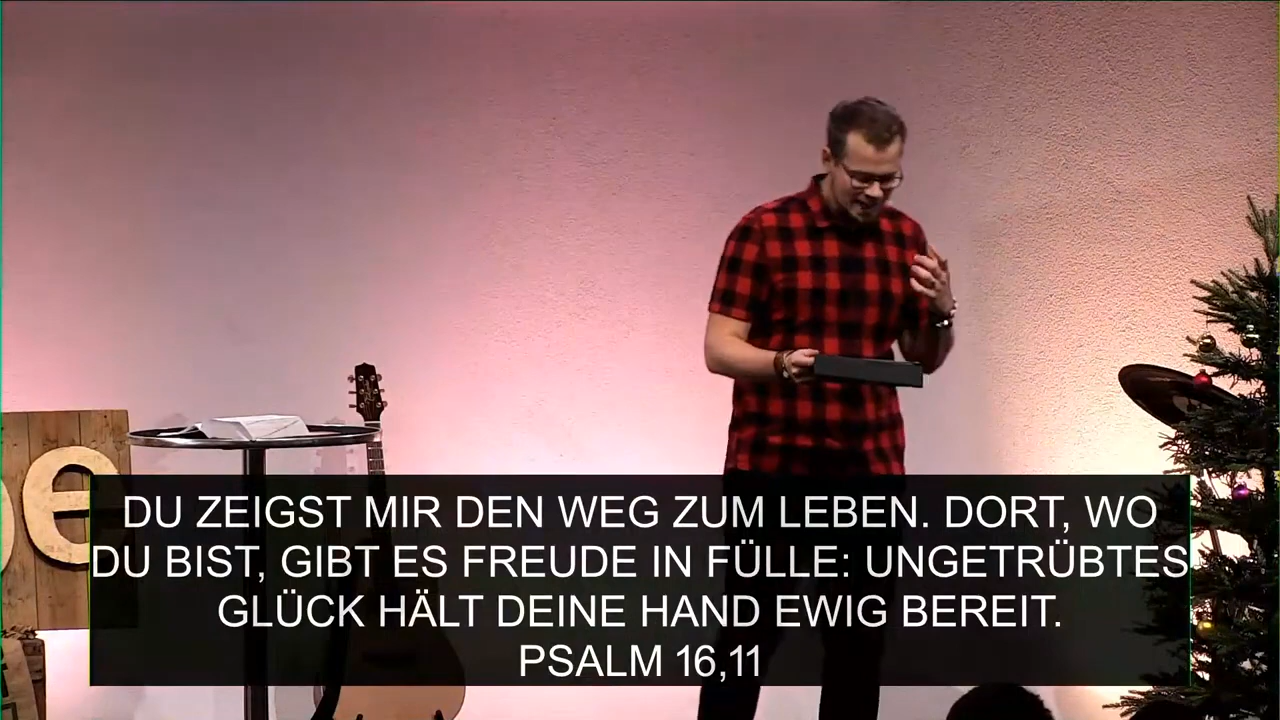 DU ZEIGST MIR DEN WEG ZUM LEBEN. DORT, WO
DU BIST, GIBT ES FREUDE IN FÜLLE: UNGETRÜBTES
GLÜCK HÄLT DEINE HAND EWIG BEREIT.
PSALM 16,11